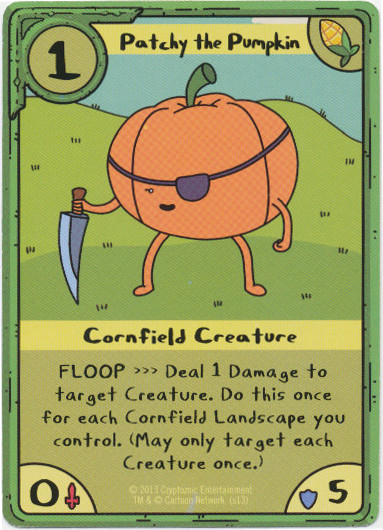 1
Patchy the Pumpkin
Cornfield Creature
FLOOP >>> Deal 1 Damage to
target Creature. Do this once
for each Cornfield Landscape you
control. (May only target each
Creature once.)
0
© 2013 Cryptozoic Entertainment
TM & © Cartoon Network (s13)
5